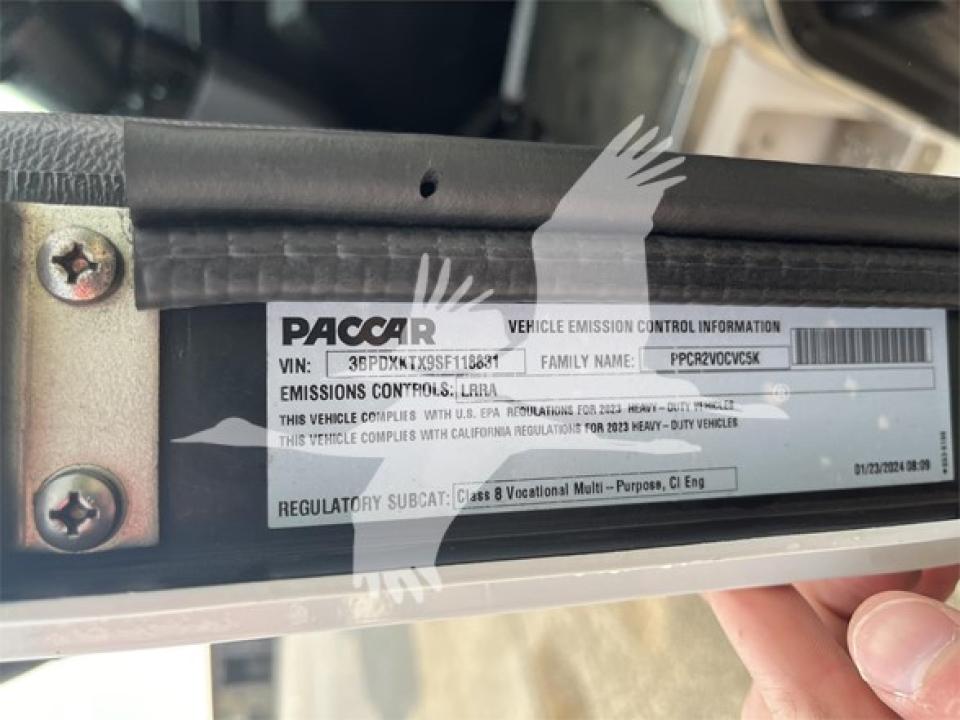 PACCAR VEHICLE EMISSION CONTROL INFORMATION
VIN: 3BPDXKTX9SF118831 FAMILY NAME: PPCR2VOCVC5K
EMISSIONS CONTROLS: LRRA
THIS VEHICLE COMPLIES WITH U.S. EPA REGULATIONS FOR 2023 HEAVY-DUTY VEHICLES
THIS VEHICLE COMPLIES WITH CALIFORNIA REGULATIONS FOR 2023 HEAVY-DUTY VEHICLES
01/23/2024 08:09
REGULATORY SUBCAT: Class 8 Vocational Multi-Purpose, CI Eng